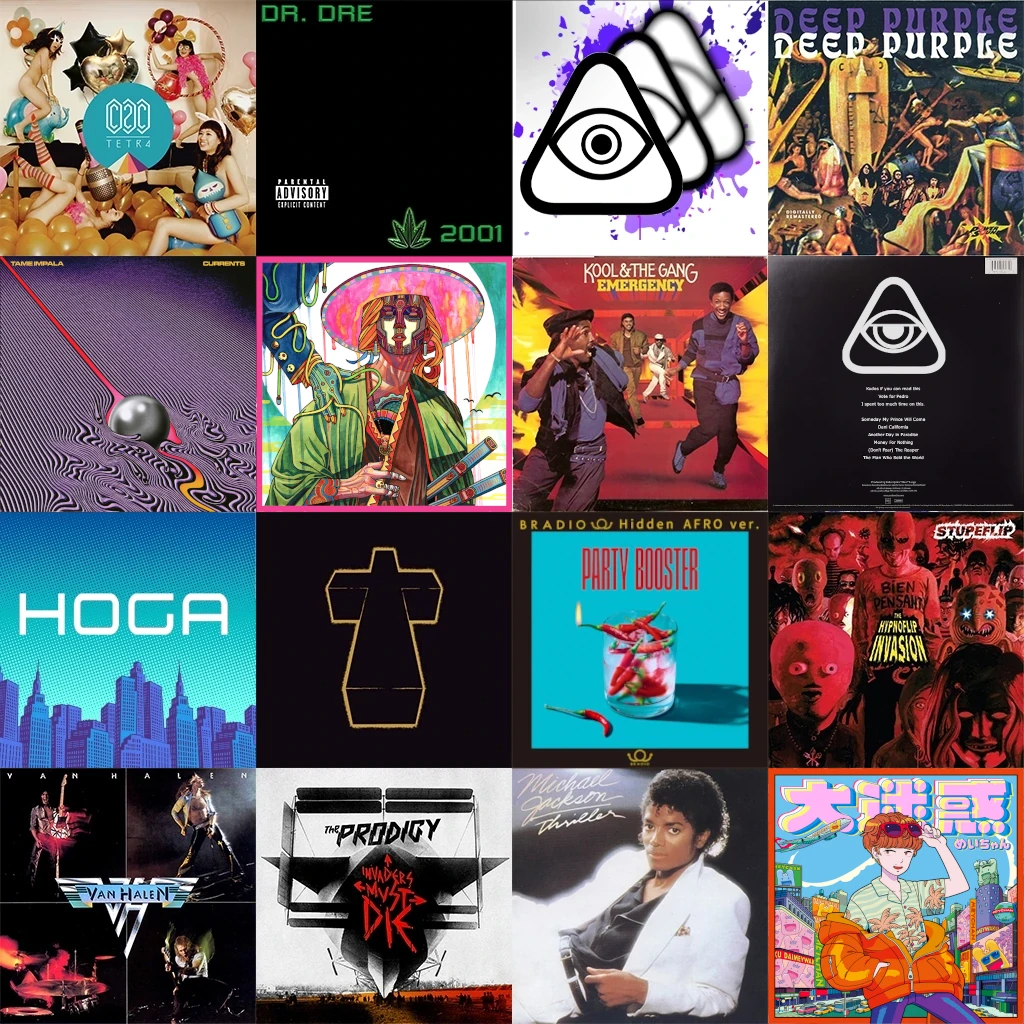 C2C
TETR4
DR. DRE
PARENTAL
ADVISORY
EXPLICIT CONTENT
2001
DEEP PURPLE
DEEP PURPLE
DIGITALLY
REMASTERED
TAME IMPALA
CURRENTS
KOOL & THE GANG
EMERGENCY
Kudos if you can read this
Vote for Pedro
I spent too much time on this
Someday My Prince Will Come
Dani California
Another Day in Paradise
Money For Nothing
(Don't Fear) The Reaper
The Man Who Sold the World
HOGA
BRADIO Hidden AFRO ver.
PARTY BOOSTER
BRADIO
STUPEFLIP
BIEN
PENSANT
THE
HYPNOFLIP
INVASION
VAN HALEN
VAN HALEN
THE PRODIGY
INVADERS
MUST
DIE
Michael
Jackson
Thriller
大迷惑
めいちゃん